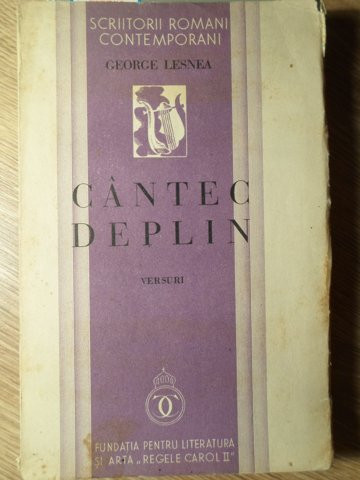 SCRIITORII ROMANI
CONTEMPORANI
GEORGE LESNEA
CÂNTEC
DEPLIN
VERSURI
FUNDAȚIA PENTRU LITERATURA
ȘI ARTA „REGELE CAROL II"